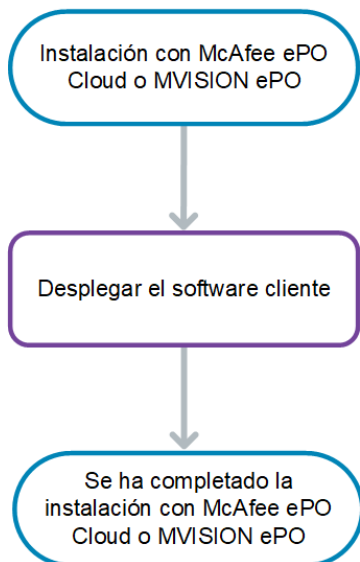 Instalación con McAfee ePO
Cloud o MVISION ePO
Desplegar el software cliente
Se ha completado la
instalación con McAfee ePO
Cloud o MVISION ePO